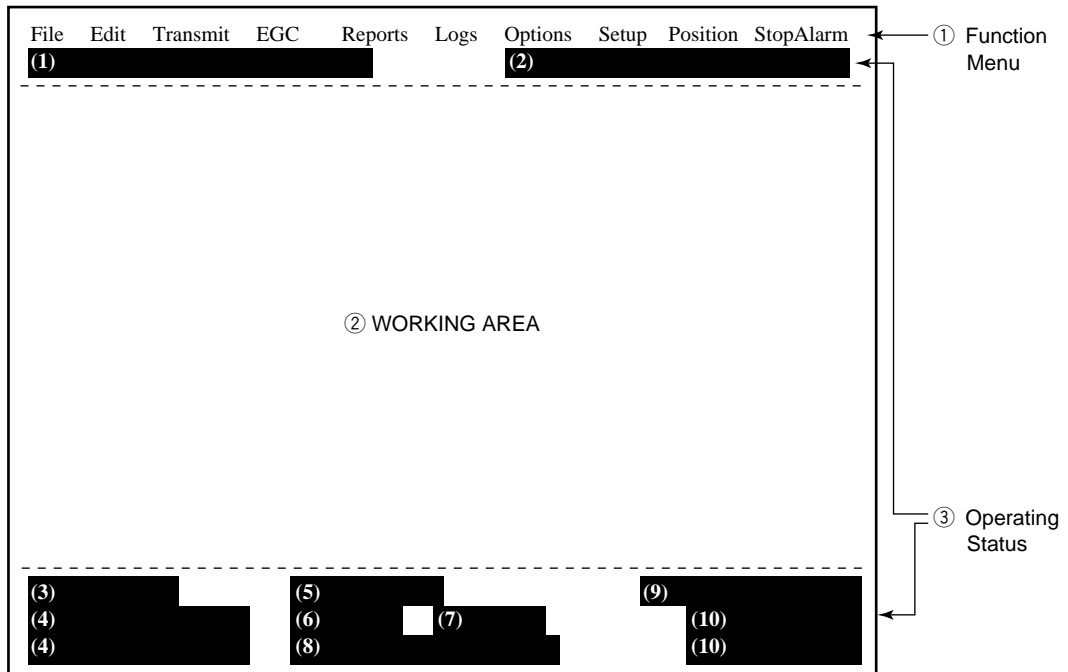 File Edit Transmit EGC Reports Logs Options Setup Position StopAlarm
① Function
Menu
(1) (2)
② WORKING AREA
③ Operating
Status
(3) (5) (9)
(4) (6) (7) (10)
(4) (8) (10)